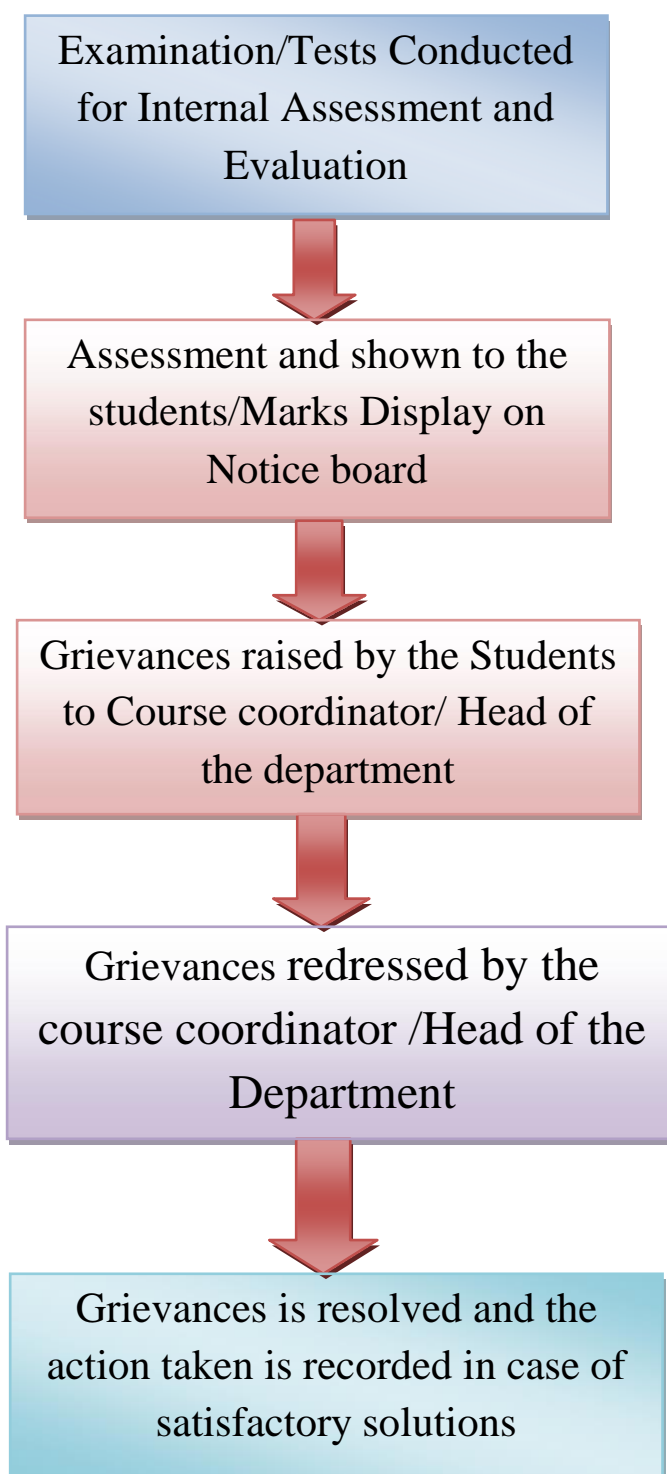 Examination/Tests Conducted
for Internal Assessment and
Evaluation
Assessment and shown to the
students/Marks Display on
Notice board
Grievances raised by the Students
to Course coordinator/ Head of
the department
Grievances redressed by the
course coordinator /Head of the
Department
Grievances is resolved and the
action taken is recorded in case of
satisfactory solutions